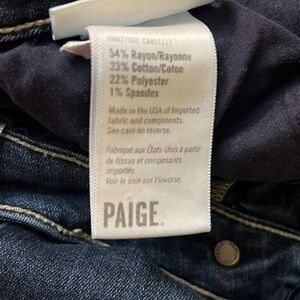 54% Rayon/Rayonne
23% Cotton/Coton
22% Polyester
1% Spandex
Made in the USA of Imported
fabric and components.
See care on reverse.
Fabriqué aux États-Unis à partir
de tissus et composants
importés
Voir le soin sur l'inverse.
PAIGE.